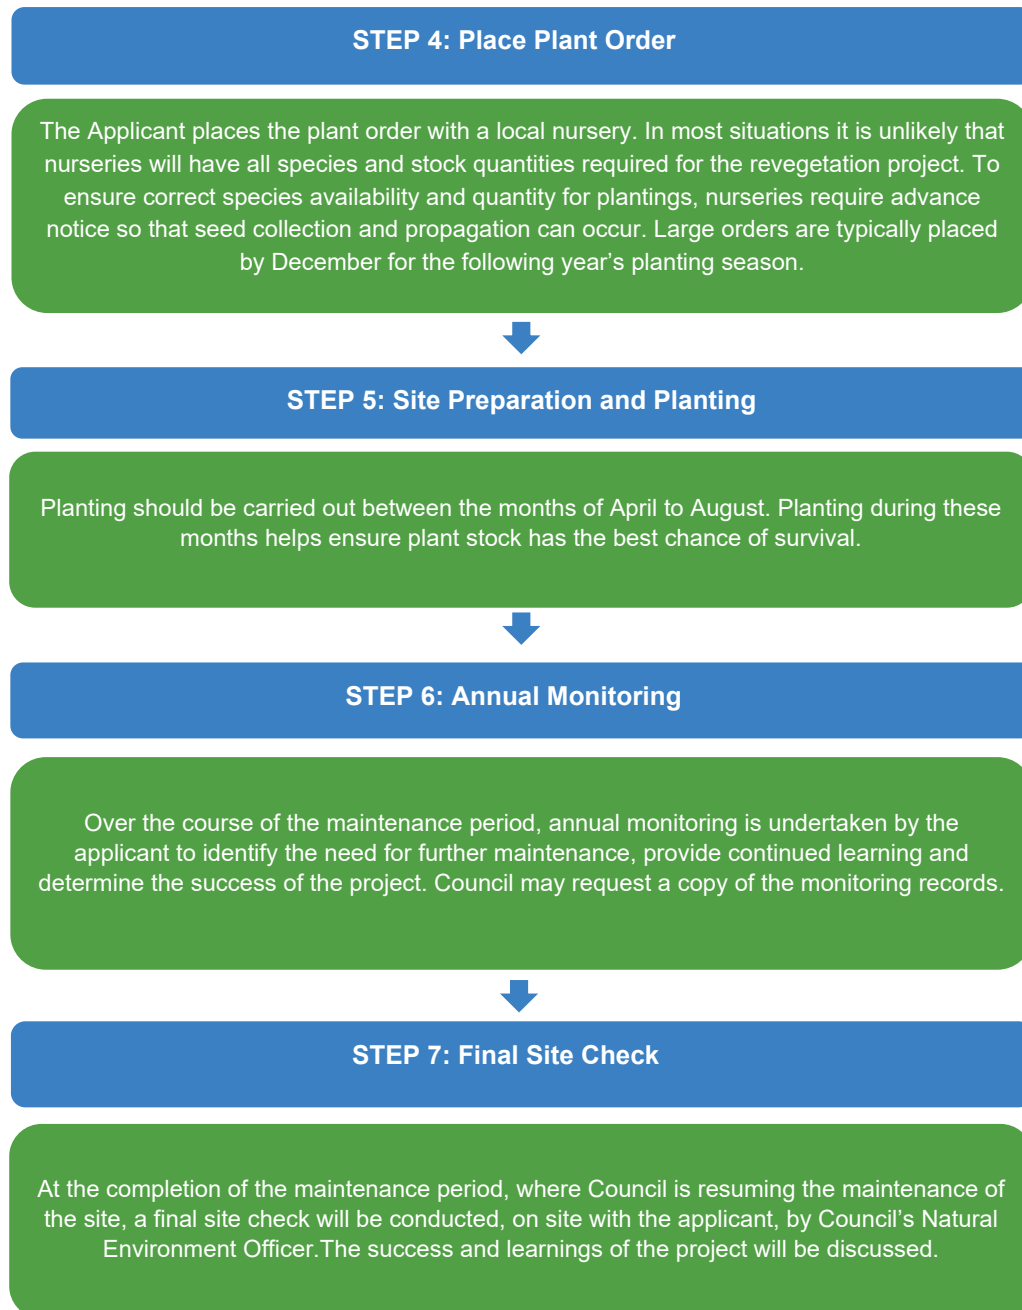 STEP 4: Place Plant Order
The Applicant places the plant order with a local nursery. In most situations it is unlikely that
nurseries will have all species and stock quantities required for the revegetation project. To
ensure correct species availability and quantity for plantings, nurseries require advance
notice so that seed collection and propagation can occur. Large orders are typically placed
by December for the following year’s planting season.
STEP 5: Site Preparation and Planting
Planting should be carried out between the months of April to August. Planting during these
months helps ensure plant stock has the best chance of survival.
STEP 6: Annual Monitoring
Over the course of the maintenance period, annual monitoring is undertaken by the
applicant to identify the need for further maintenance, provide continued learning and
determine the success of the project. Council may request a copy of the monitoring records.
STEP 7: Final Site Check
At the completion of the maintenance period, where Council is resuming the maintenance of
the site, a final site check will be conducted, on site with the applicant, by Council’s Natural
Environment Officer.The success and learnings of the project will be discussed.